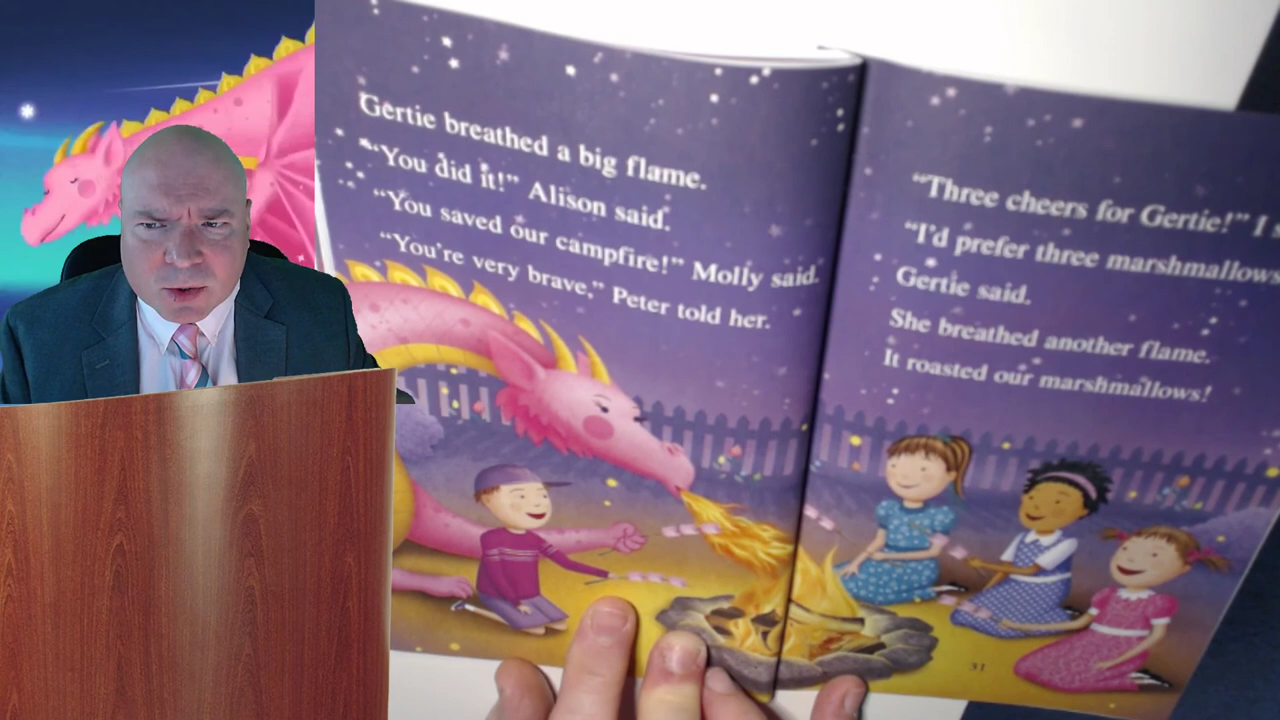 Gertie breathed a big flame.
"You did it!" Alison said.
"You saved our campfire!" Molly said.
"You're very brave," Peter told her.
"Three cheers for Gertie!" I
"I'd prefer three marshmallows
Gertie said.
She breathed another flame.
It roasted our marshmallows!
31